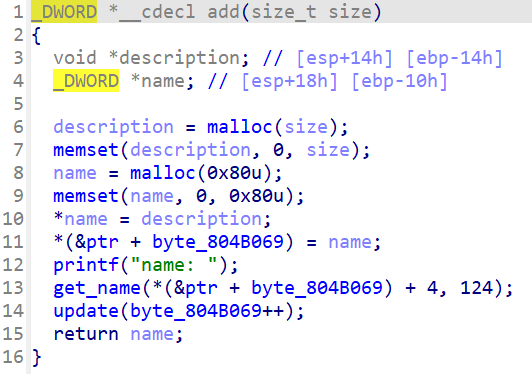 1 _DWORD *__cdecl add(size_t size)
2 {
3 void *description; // [esp+14h] [ebp-14h]
4 _DWORD *name; // [esp+18h] [ebp-10h]
5
6 description = malloc(size);
7 memset(description, 0, size);
8 name = malloc(0x80u);
9 memset(name, 0, 0x80u);
10 *name = description;
11 *(&ptr + byte_804B069) = name;
12 printf("name: ");
13 get_name(*(&ptr + byte_804B069) + 4, 124);
14 update(byte_804B069++);
15 return name;
16 }